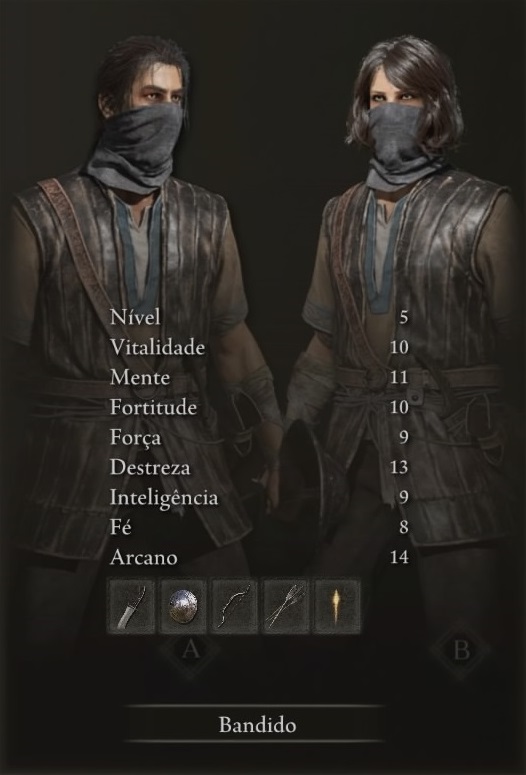 Nível 5
Vitalidade 10
Mente 11
Fortitude 10
Força 9
Destreza 13
Inteligência 9
Fé 8
Arcano 14
A B
Bandido